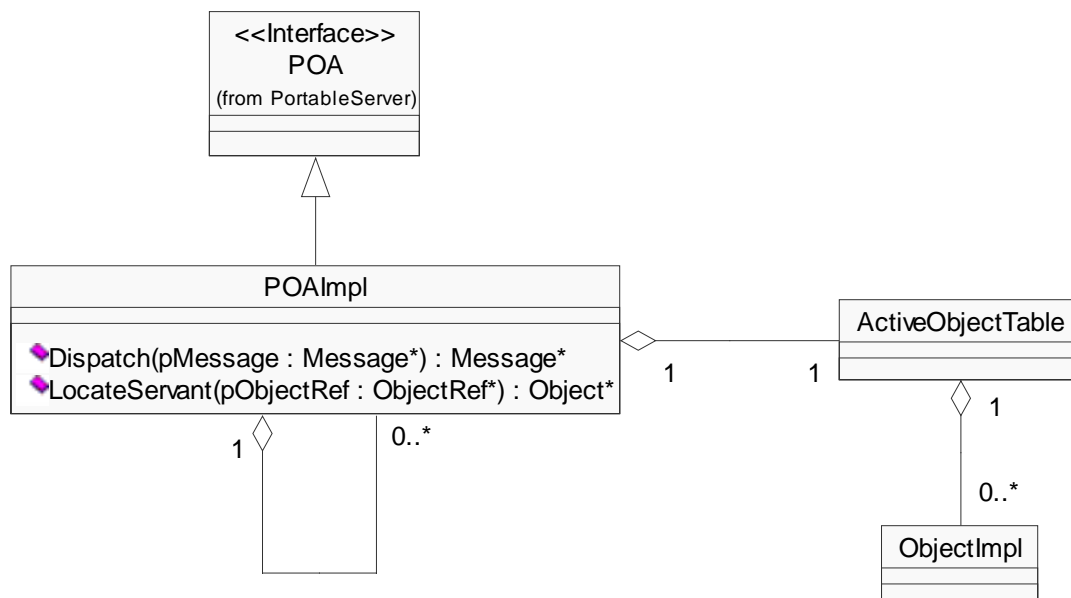 <<Interface>>
POA
(from PortableServer)
POAImpl
Dispatch(pMessage : Message*) : Message*
LocateServant(pObjectRef : ObjectRef*) : Object*
ActiveObjectTable
1
1
1
0..*
1
0..*
ObjectImpl